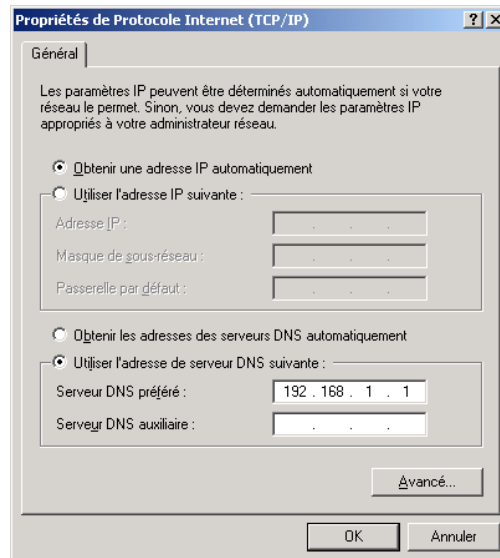 Propriétés de Protocole Internet (TCP/IP)
Général
Les paramètres IP peuvent être déterminés automatiquement si votre
réseau le permet. Sinon, vous devez demander les paramètres IP
appropriés à votre administrateur réseau.
Obtenir une adresse IP automatiquement
Utiliser l'adresse IP suivante :
Adresse IP :
Masque de sous-réseau :
Passerelle par défaut :
Obtenir les adresses des serveurs DNS automatiquement
Utiliser l'adresse de serveur DNS suivante :
Serveur DNS préféré : 192 . 168 . 1 . 1
Serveur DNS auxiliaire :
Avancé...
OK Annuler